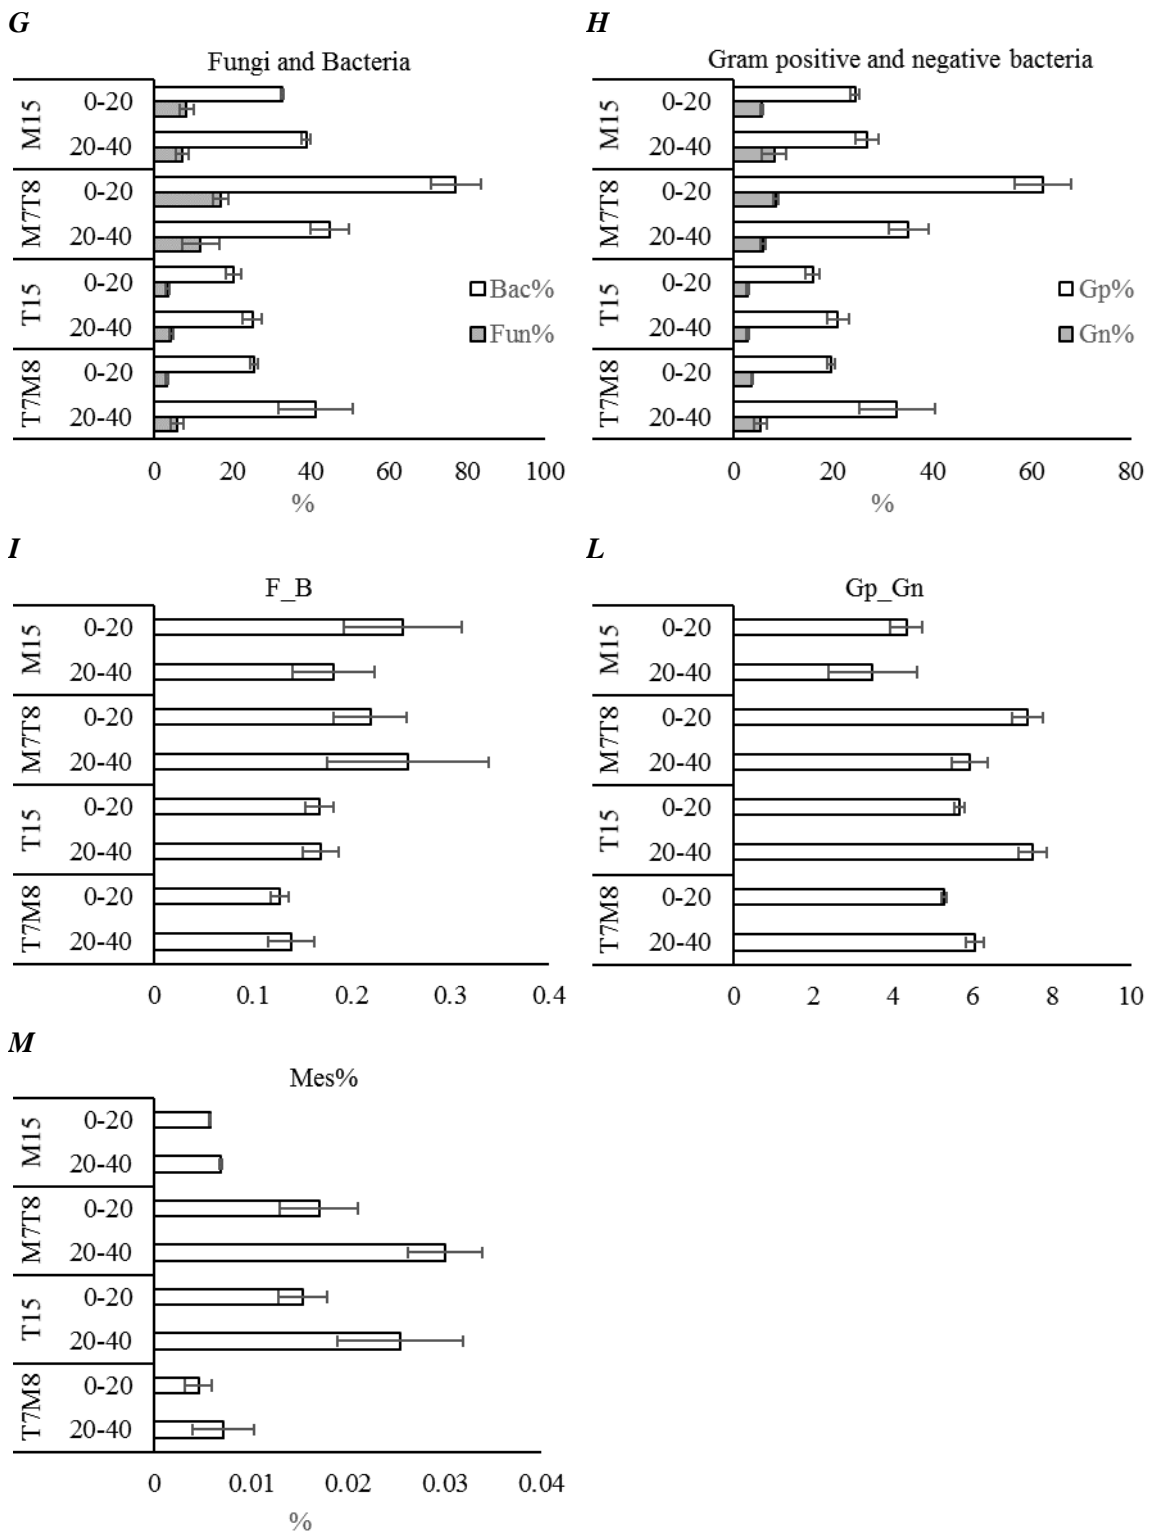 G
Fungi and Bacteria
M15
0-20
20-40
M7T8
0-20
20-40
T15
0-20
20-40
T7M8
0-20
20-40
Bac%
Fun%
0 20 40 60 80 100
%
H
Gram positive and negative bacteria
M15
0-20
20-40
M7T8
0-20
20-40
T15
0-20
20-40
T7M8
0-20
20-40
Gp%
Gn%
0 20 40 60 80
%
I
F_B
M15
0-20
20-40
M7T8
0-20
20-40
T15
0-20
20-40
T7M8
0-20
20-40
0 0.1 0.2 0.3 0.4
L
Gp_Gn
M15
0-20
20-40
M7T8
0-20
20-40
T15
0-20
20-40
T7M8
0-20
20-40
0 2 4 6 8 10
M
Mes%
M15
0-20
20-40
M7T8
0-20
20-40
T15
0-20
20-40
T7M8
0-20
20-40
0 0.01 0.02 0.03 0.04
%